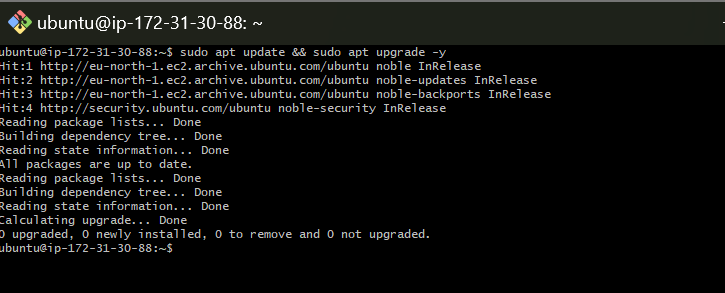 ubuntu@ip-172-31-30-88: ~
ubuntu@ip-172-31-30-88:~$ sudo apt update && sudo apt upgrade -y
Hit:1 http://eu-north-1.ec2.archive.ubuntu.com/ubuntu noble InRelease
Hit:2 http://eu-north-1.ec2.archive.ubuntu.com/ubuntu noble-updates InRelease
Hit:3 http://eu-north-1.ec2.archive.ubuntu.com/ubuntu noble-backports InRelease
Hit:4 http://security.ubuntu.com/ubuntu noble-security InRelease
Reading package lists... Done
Building dependency tree... Done
Reading state information... Done
All packages are up to date.
Reading package lists... Done
Building dependency tree... Done
Reading state information... Done
Calculating upgrade... Done
0 upgraded, 0 newly installed, 0 to remove and 0 not upgraded.
ubuntu@ip-172-31-30-88:~$